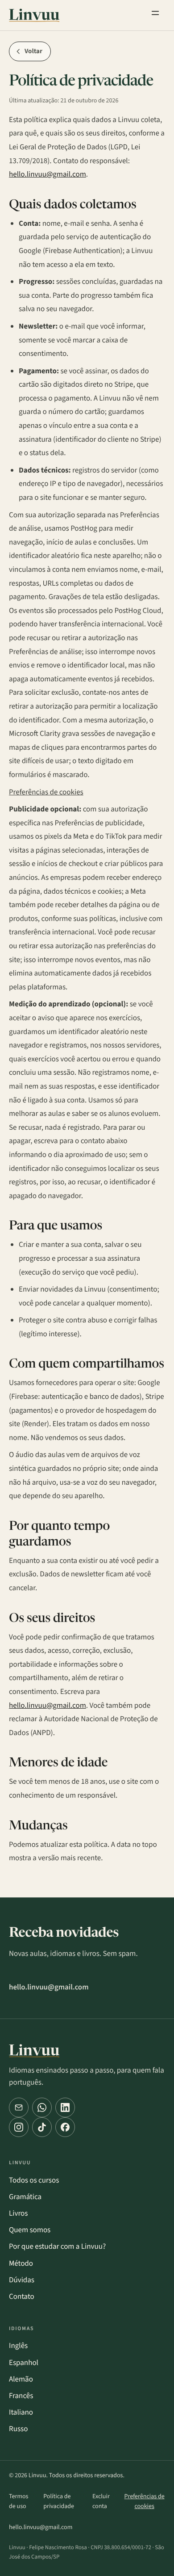 Linvuu
Voltar
Política de privacidade
Última atualização: 21 de outubro de 2026
Esta política explica quais dados a Linvuu coleta,
para quê, e quais são os seus direitos, conforme a
Lei Geral de Proteção de Dados (LGPD, Lei
13.709/2018). Contato do responsável:
hello.linvuu@gmail.com.
Quais dados coletamos
Conta: nome, e-mail e senha. A senha é
guardada pelo serviço de autenticação do
Google (Firebase Authentication); a Linvuu
não tem acesso a ela em texto.
Progresso: sessões concluídas, guardadas na
sua conta. Parte do progresso também fica
salva no seu navegador.
Newsletter: o e-mail que você informar,
somente se você marcar a caixa de
consentimento.
Pagamento: se você assinar, os dados do
cartão são digitados direto no Stripe, que
processa o pagamento. A Linvuu não vê nem
guarda o número do cartão; guardamos
apenas o vínculo entre a sua conta e a
assinatura (identificador do cliente no Stripe)
e o status dela.
Dados técnicos: registros do servidor (como
endereço IP e tipo de navegador), necessários
para o site funcionar e se manter seguro.
Com sua autorização separada nas Preferências
de análise, usamos PostHog para medir
navegação, início de aulas e conclusões. Um
identificador aleatório fica neste aparelho; não o
vinculamos à conta nem enviamos nome, e-mail,
respostas, URLs completas ou dados de
pagamento. Gravações de tela estão desligadas.
Os eventos são processados pelo PostHog Cloud,
podendo haver transferência internacional. Você
pode recusar ou retirar a autorização nas
Preferências de análise; isso interrompe novos
envios e remove o identificador local, mas não
apaga automaticamente eventos já recebidos.
Para solicitar exclusão, contate-nos antes de
retirar a autorização para permitir a localização
do identificador. Com a mesma autorização, o
Microsoft Clarity grava sessões de navegação e
mapas de cliques para encontrarmos partes do
site difíceis de usar; o texto digitado em
formulários é mascarado.
Preferências de cookies
Publicidade opcional: com sua autorização
específica nas Preferências de publicidade,
usamos os pixels da Meta e do TikTok para medir
visitas a páginas selecionadas, interações de
sessão e inícios de checkout e criar públicos para
anúncios. As empresas podem receber endereço
da página, dados técnicos e cookies; a Meta
também pode receber detalhes da página ou de
produtos, conforme suas políticas, inclusive com
transferência internacional. Você pode recusar
ou retirar essa autorização nas preferências do
site; isso interrompe novos eventos, mas não
elimina automaticamente dados já recebidos
pelas plataformas.
Medição do aprendizado (opcional): se você
aceitar o aviso que aparece nos exercícios,
guardamos um identificador aleatório neste
navegador e registramos, nos nossos servidores,
quais exercícios você acertou ou errou e quando
concluiu uma sessão. Não registramos nome, e-
mail nem as suas respostas, e esse identificador
não é ligado à sua conta. Usamos só para
melhorar as aulas e saber se os alunos evoluem.
Se recusar, nada é registrado. Para parar ou
apagar, escreva para o contato abaixo
informando o dia aproximado de uso; sem o
identificador não conseguimos localizar os seus
registros, por isso, ao recusar, o identificador é
apagado do navegador.
Para que usamos
Criar e manter a sua conta, salvar o seu
progresso e processar a sua assinatura
(execução do serviço que você pediu).
Enviar novidades da Linvuu (consentimento;
você pode cancelar a qualquer momento).
Proteger o site contra abuso e corrigir falhas
(legítimo interesse).
Com quem compartilhamos
Usamos fornecedores para operar o site: Google
(Firebase: autenticação e banco de dados), Stripe
(pagamentos) e o provedor de hospedagem do
site (Render). Eles tratam os dados em nosso
nome. Não vendemos os seus dados.
O áudio das aulas vem de arquivos de voz
sintética guardados no próprio site; onde ainda
não há arquivo, usa-se a voz do seu navegador,
que depende do seu aparelho.
Por quanto tempo
guardamos
Enquanto a sua conta existir ou até você pedir a
exclusão. Dados de newsletter ficam até você
cancelar.
Os seus direitos
Você pode pedir confirmação de que tratamos
seus dados, acesso, correção, exclusão,
portabilidade e informações sobre o
compartilhamento, além de retirar o
consentimento. Escreva para
hello.linvuu@gmail.com. Você também pode
reclamar à Autoridade Nacional de Proteção de
Dados (ANPD).
Menores de idade
Se você tem menos de 18 anos, use o site com o
conhecimento de um responsável.
Mudanças
Podemos atualizar esta política. A data no topo
mostra a versão mais recente.
Receba novidades
Novas aulas, idiomas e livros. Sem spam.
hello.linvuu@gmail.com
Linvuu
Idiomas ensinados passo a passo, para quem fala
português.
LINVUU
Todos os cursos
Gramática
Livros
Quem somos
Por que estudar com o Linvuu?
Método
Dúvidas
Contato
IDIOMAS
Inglês
Espanhol
Alemão
Francês
Italiano
Russo
© 2026 Linvuu. Todos os direitos reservados.
Termos de uso
Política de privacidade
Excluir conta
Preferências de cookies
hello.linvuu@gmail.com
Linvuu · Felipe Nascimento Rosa · CNPJ 38.800.654/0001-72 · São
José dos Campos/SP